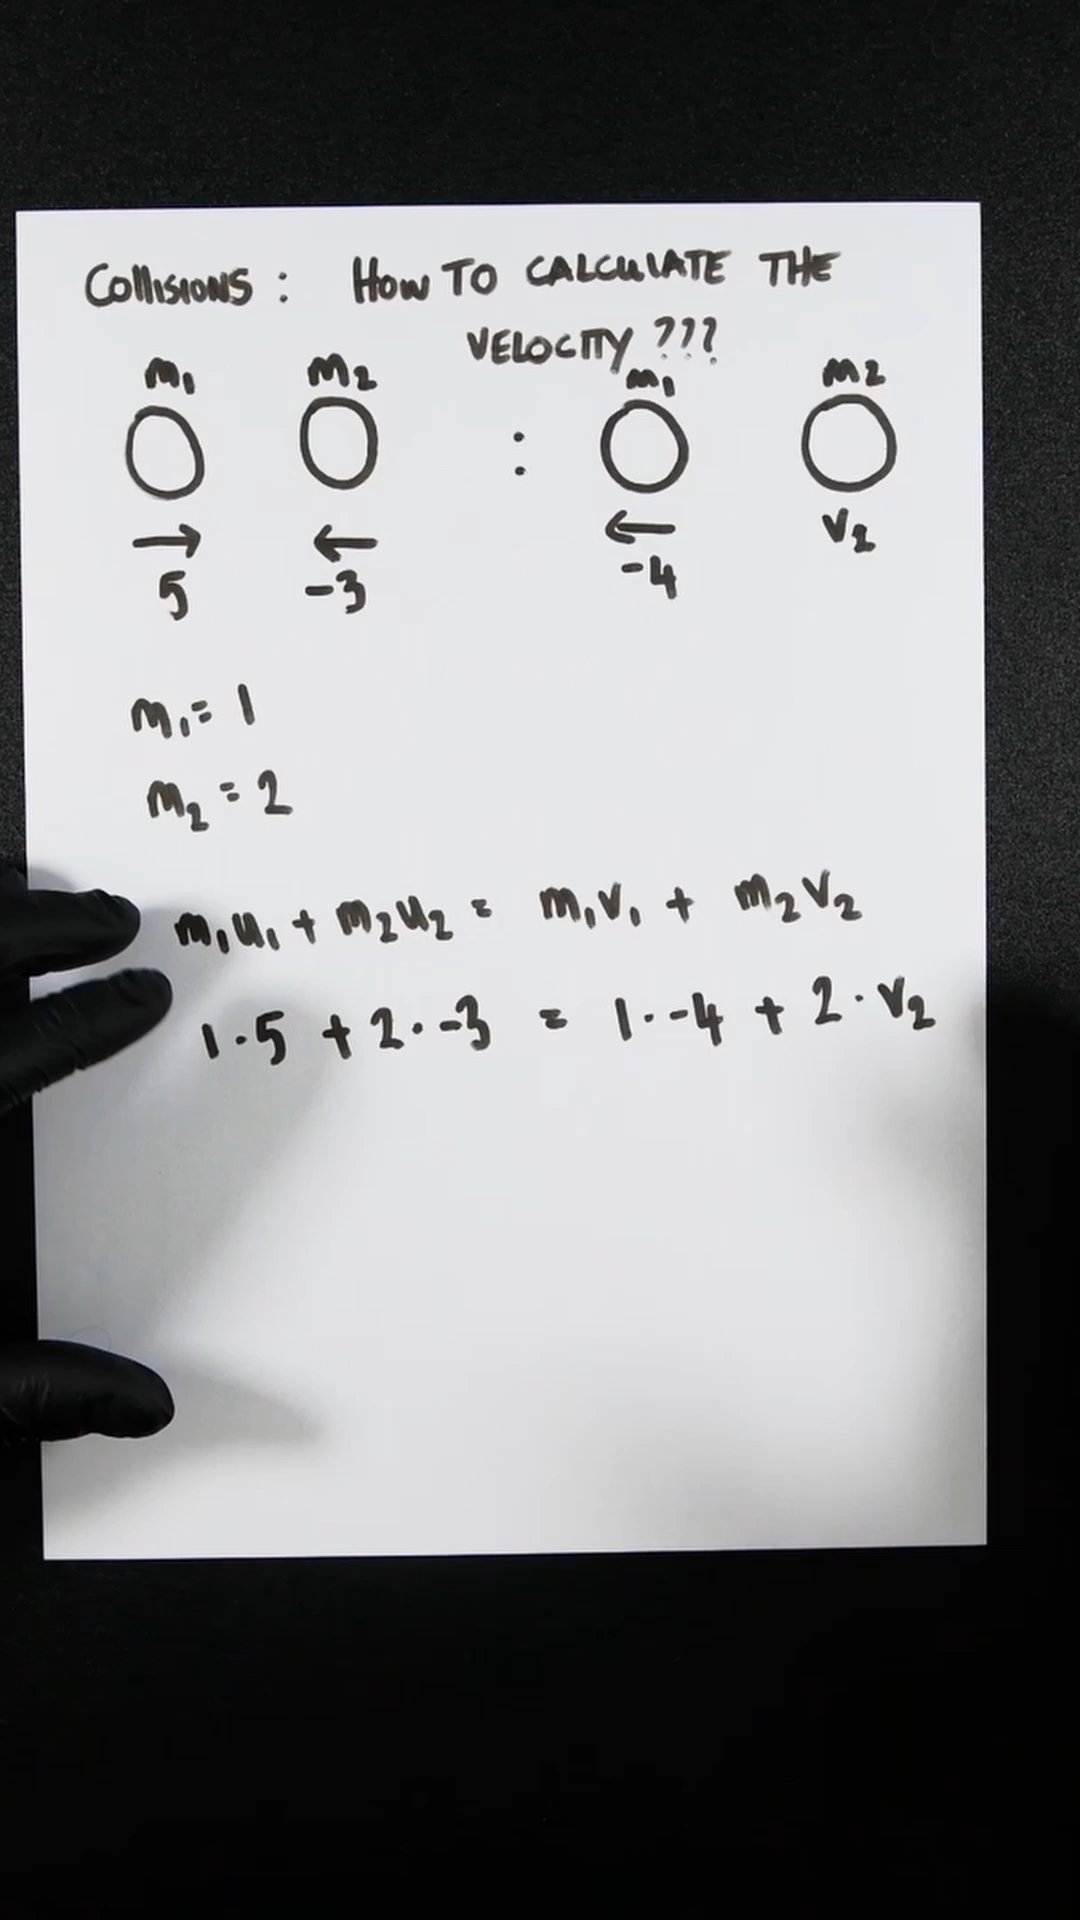 COLLISIONS: HOW TO CALCULATE THE
VELOCITY ???
m₁ m₂ : m₁ m₂
→ ← ← v₂
5 -3 -4
m₁ = 1
m₂ = 2
m₁u₁ + m₂u₂ = m₁v₁ + m₂v₂
1·5 + 2·-3 = 1·-4 + 2·v₂